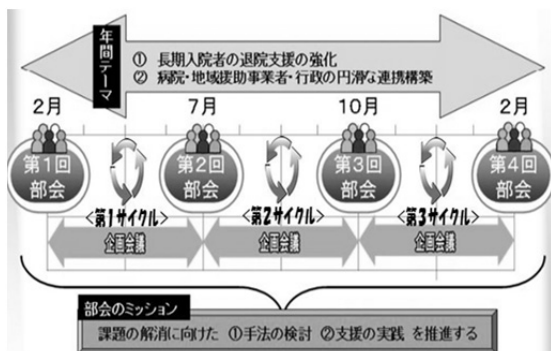 年間テーマ
① 長期入院者の退院支援の強化
② 病院・地域援助事業者・行政の円滑な連携構築
2月 7月 10月 2月
第1回部会 第2回部会 第3回部会 第4回部会
<第1サイクル> <第2サイクル> <第3サイクル>
企画会議 企画会議 企画会議
部会のミッション
課題の解消に向けた ①手法の検討 ②支援の実践 を推進する